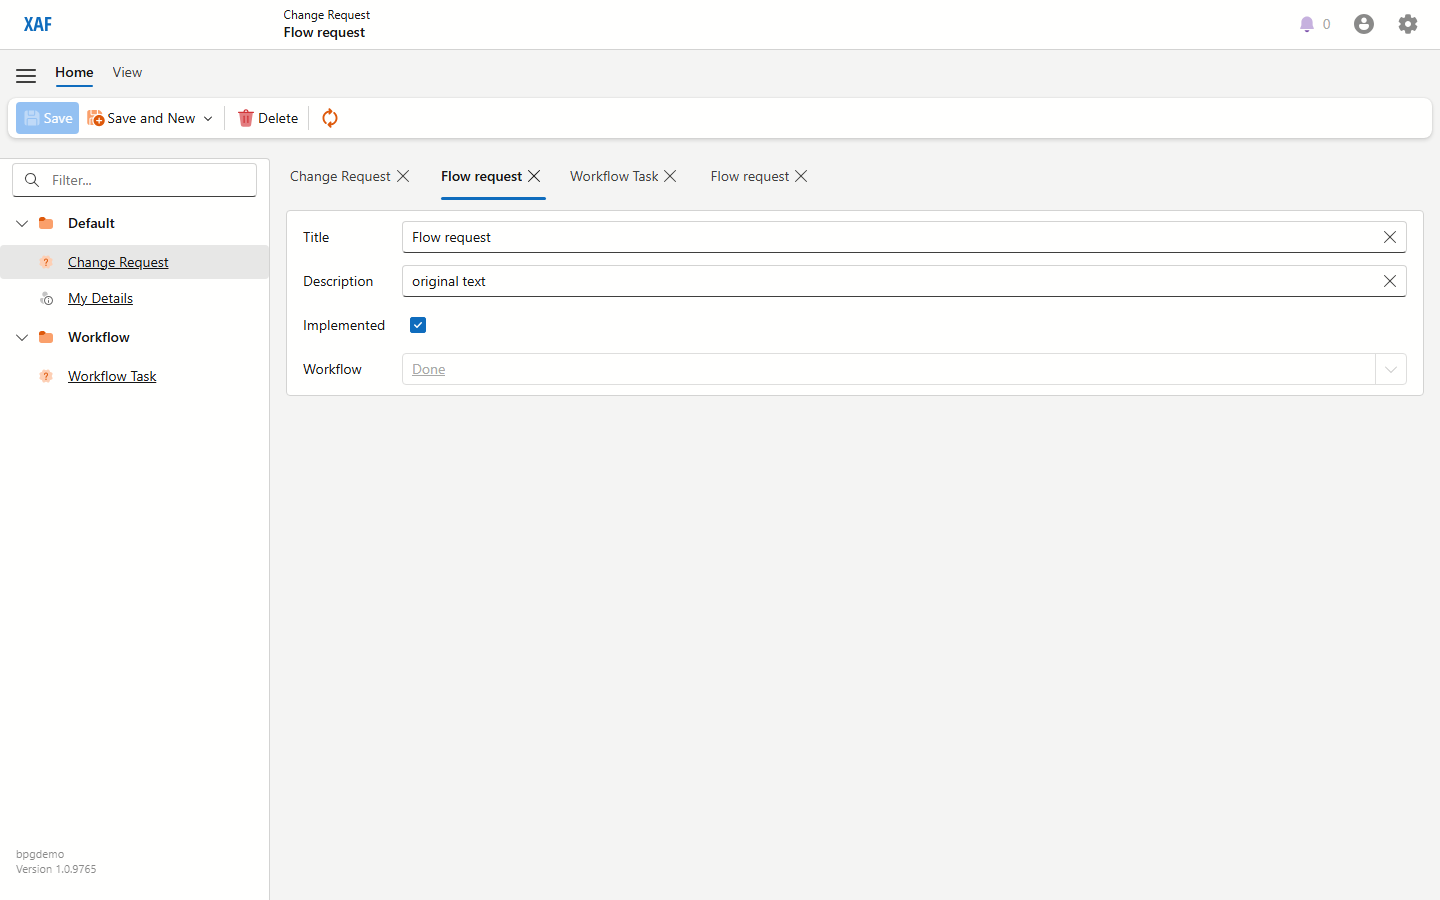 XAF
Change Request
Flow request
0
Home View
Save Save and New Delete
Filter...
Default
Change Request
My Details
Workflow
Workflow Task
Change Request Flow request Workflow Task Flow request
Title Flow request
Description original text
Implemented
Workflow Done
bpgdemo
Version 1.0.9765